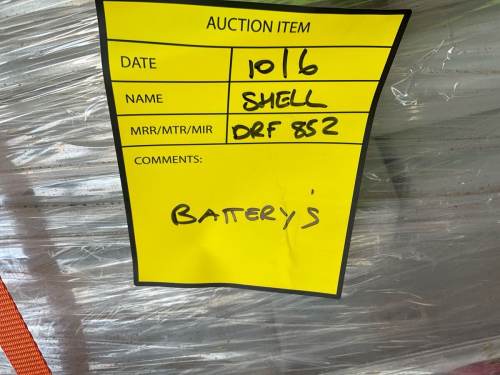 AUCTION ITEM
DATE 10/6
NAME SHELL
MRR/MTR/MIR DRF 852
COMMENTS:
BATTERY'S